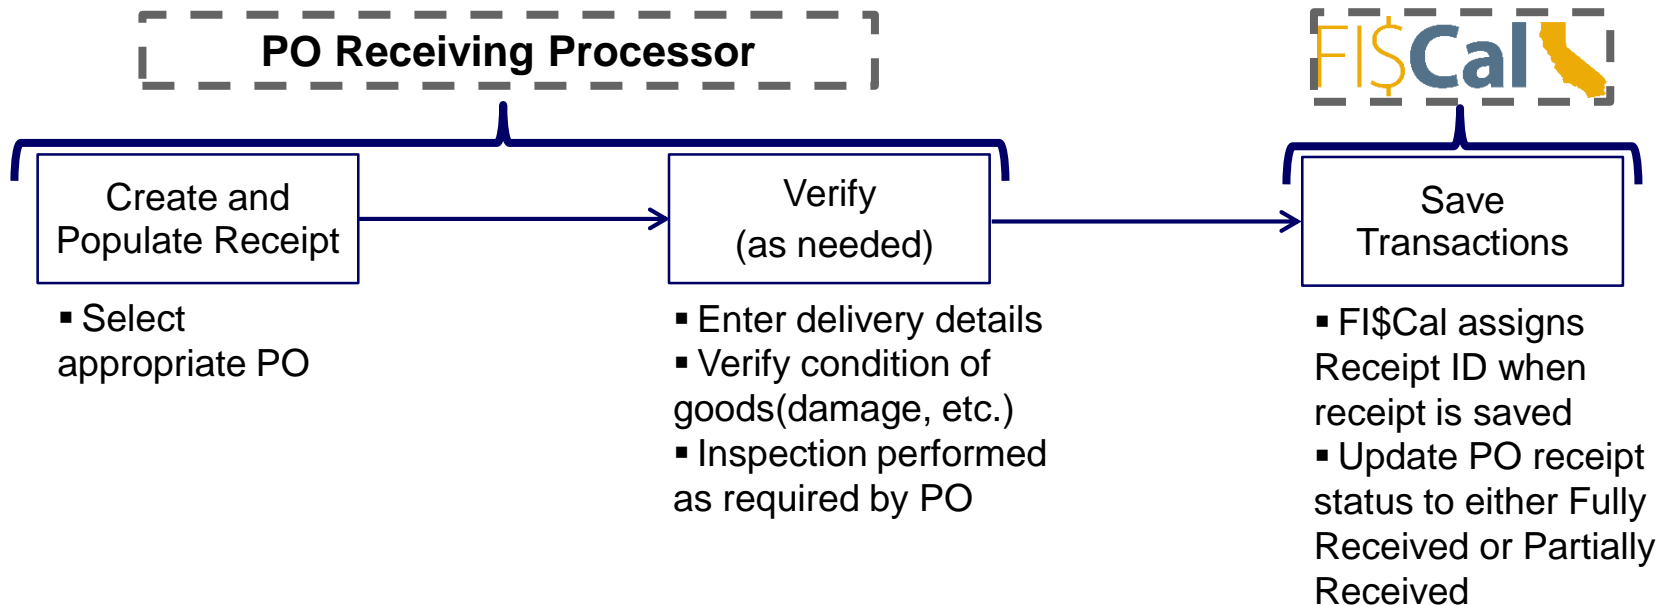 PO Receiving Processor
FI$Cal
Create and
Populate Receipt
Verify
(as needed)
Save
Transactions
▪ Select
appropriate PO
▪ Enter delivery details
▪ Verify condition of
goods(damage, etc.)
▪ Inspection performed
as required by PO
▪ FI$Cal assigns
Receipt ID when
receipt is saved
▪ Update PO receipt
status to either Fully
Received or Partially
Received